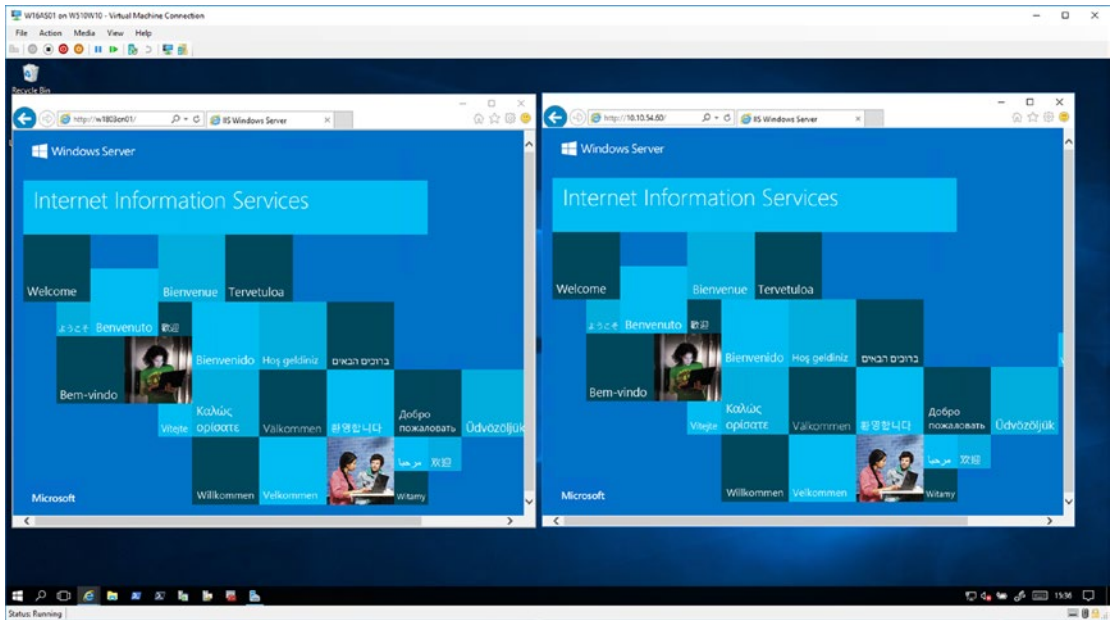 W16AS01 on W510W10 - Virtual Machine Connection
File Action Media View Help
Recycle Bin
http://w1803cn01/
IIS Windows Server
Windows Server
Internet Information Services
Welcome
Bienvenue
Tervetuloa
ようこそ
Benvenuto
歡迎
Bienvenido
Hoş geldiniz
ברוכים הבאים
Bem-vindo
Vítejte
Καλώς
ορίσατε
Välkommen
환영합니다
Добро
пожаловать
Üdvözöljük
مرحبا
欢迎
Microsoft
Willkommen
Velkommen
Witamy
http://10.10.54.60/
IIS Windows Server
Windows Server
Internet Information Services
Welcome
Bienvenue
Tervetuloa
ようこそ
Benvenuto
歡迎
Bienvenido
Hoş geldiniz
ברוכים הבאים
Bem-vindo
Vítejte
Καλώς
ορίσατε
Välkommen
환영합니다
Добро
пожаловать
Üdvözöljük
مرحبا
欢迎
Microsoft
Willkommen
Velkommen
Witamy
15:36
Status: Running